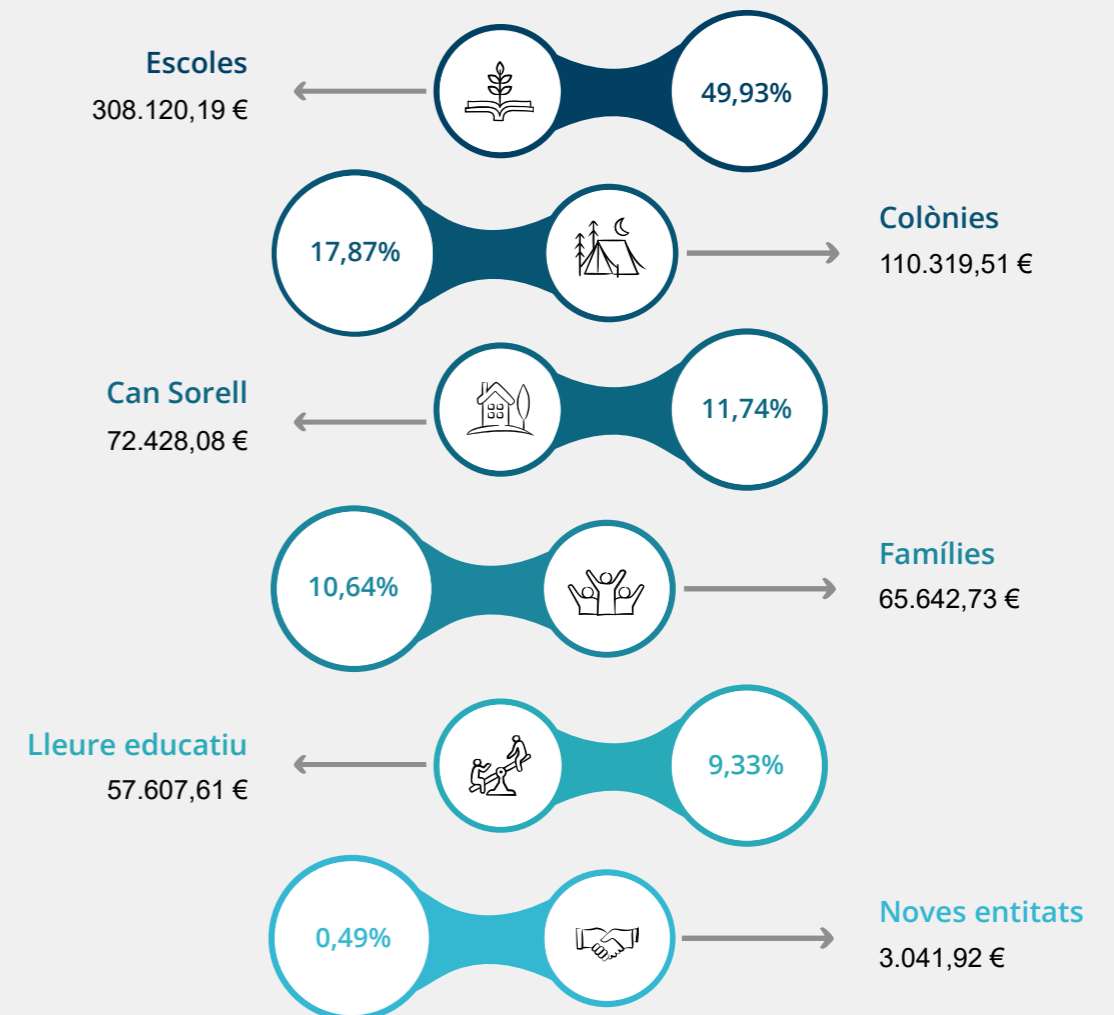 Escoles
308.120,19 €
49,93%
17,87%
Colònies
110.319,51 €
Can Sorell
72.428,08 €
11,74%
10,64%
Famílies
65.642,73 €
Lleure educatiu
57.607,61 €
9,33%
0,49%
Noves entitats
3.041,92 €